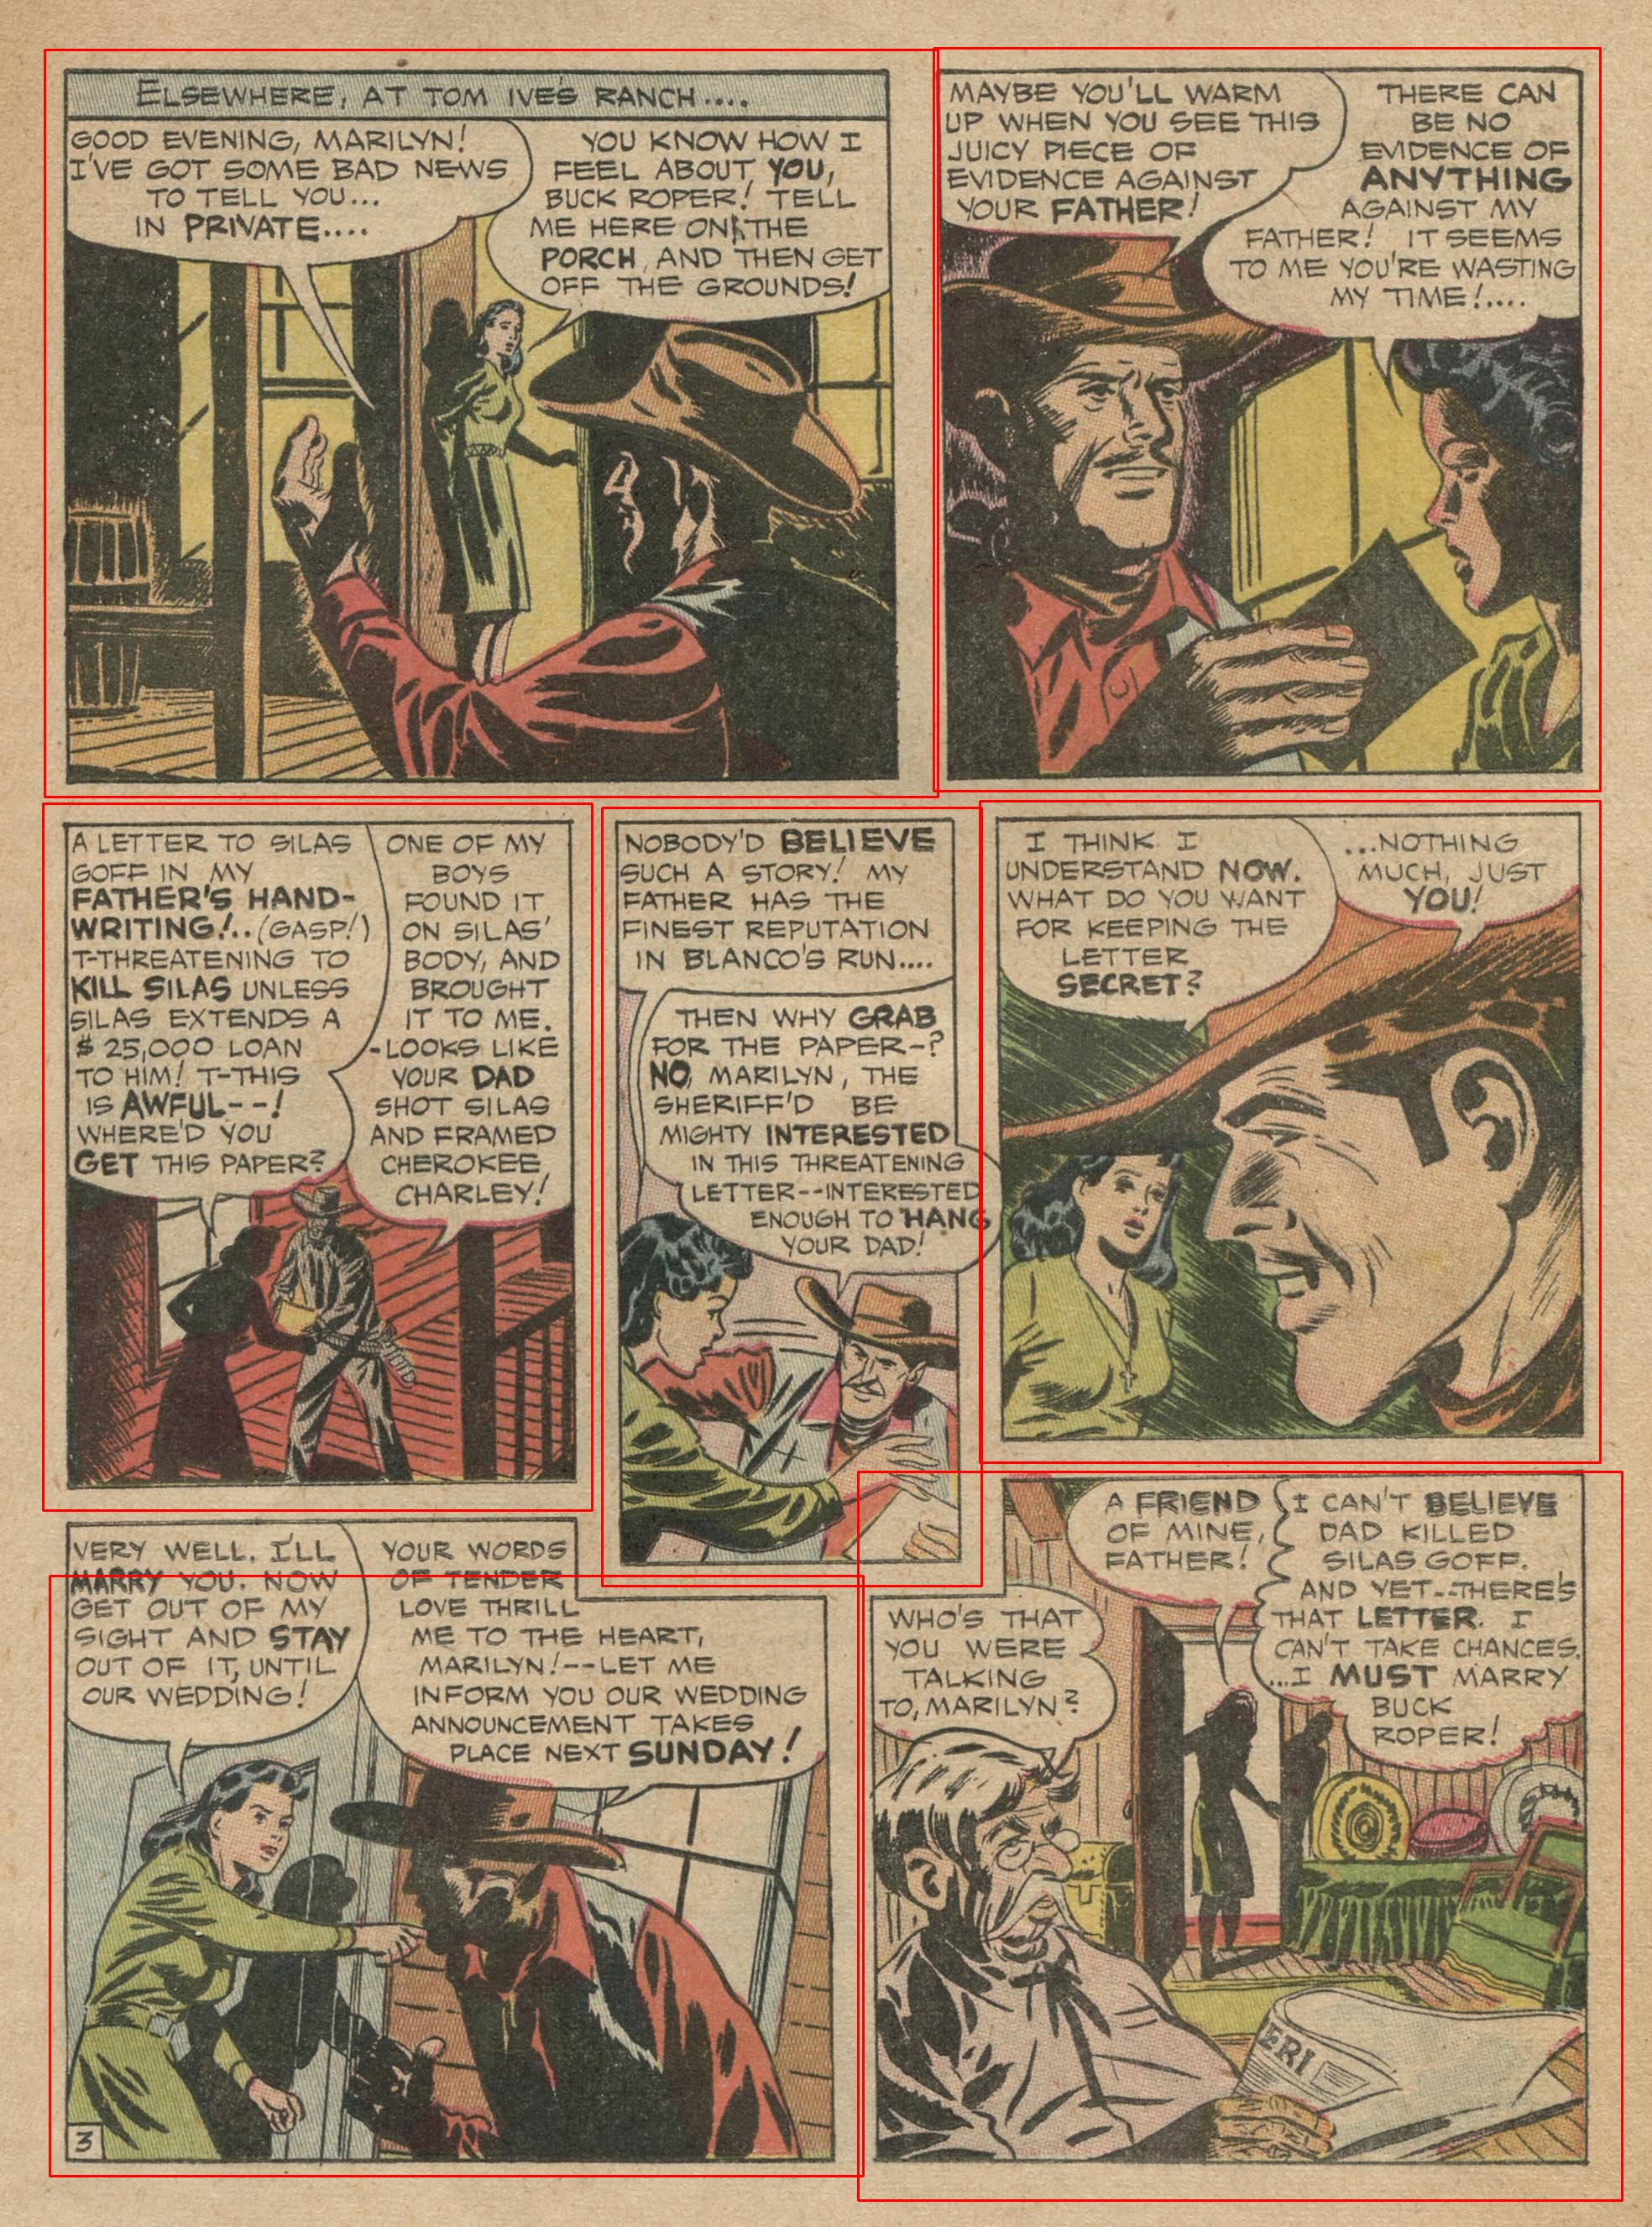 ELSEWHERE, AT TOM IVES RANCH....
GOOD EVENING, MARILYN!
I'VE GOT SOME BAD NEWS
TO TELL YOU...
IN PRIVATE....
YOU KNOW HOW I
FEEL ABOUT YOU,
BUCK ROPER! TELL
ME HERE ON THE
PORCH, AND THEN GET
OFF THE GROUNDS!
MAYBE YOU'LL WARM
UP WHEN YOU SEE THIS
JUICY PIECE OF
EVIDENCE AGAINST
YOUR FATHER!
THERE CAN
BE NO
EVIDENCE OF
ANYTHING
AGAINST MY
FATHER! IT SEEMS
TO ME YOU'RE WASTING
MY TIME!....
A LETTER TO SILAS
GOFF IN MY
FATHER'S HAND-
WRITING!..(GASP!)
T-THREATENING TO
KILL SILAS UNLESS
SILAS EXTENDS A
$25,000 LOAN
TO HIM! T-THIS
IS AWFUL--!
WHERE'D YOU
GET THIS PAPER?
ONE OF MY
BOYS
FOUND IT
ON SILAS'
BODY, AND
BROUGHT
IT TO ME.
-LOOKS LIKE
YOUR DAD
SHOT SILAS
AND FRAMED
CHEROKEE
CHARLEY!
NOBODY'D BELIEVE
SUCH A STORY! MY
FATHER HAS THE
FINEST REPUTATION
IN BLANCO'S RUN....
THEN WHY GRAB
FOR THE PAPER-?
NO, MARILYN, THE
SHERIFF'D BE
MIGHTY INTERESTED
IN THIS THREATENING
LETTER--INTERESTED
ENOUGH TO HANG
YOUR DAD!
I THINK I
UNDERSTAND NOW.
WHAT DO YOU WANT
FOR KEEPING THE
LETTER
SECRET?
...NOTHING
MUCH, JUST
YOU!
VERY WELL. I'LL
MARRY YOU. NOW
GET OUT OF MY
SIGHT AND STAY
OUT OF IT, UNTIL
OUR WEDDING!
YOUR WORDS
OF TENDER
LOVE THRILL
ME TO THE HEART,
MARILYN!--LET ME
INFORM YOU OUR WEDDING
ANNOUNCEMENT TAKES
PLACE NEXT SUNDAY!
3
WHO'S THAT
YOU WERE
TALKING
TO, MARILYN?
A FRIEND
OF MINE,
FATHER!
I CAN'T BELIEVE
DAD KILLED
SILAS GOFF.
AND YET--THERE'S
THAT LETTER. I
CAN'T TAKE CHANCES.
...I MUST MARRY
BUCK
ROPER!
ERI